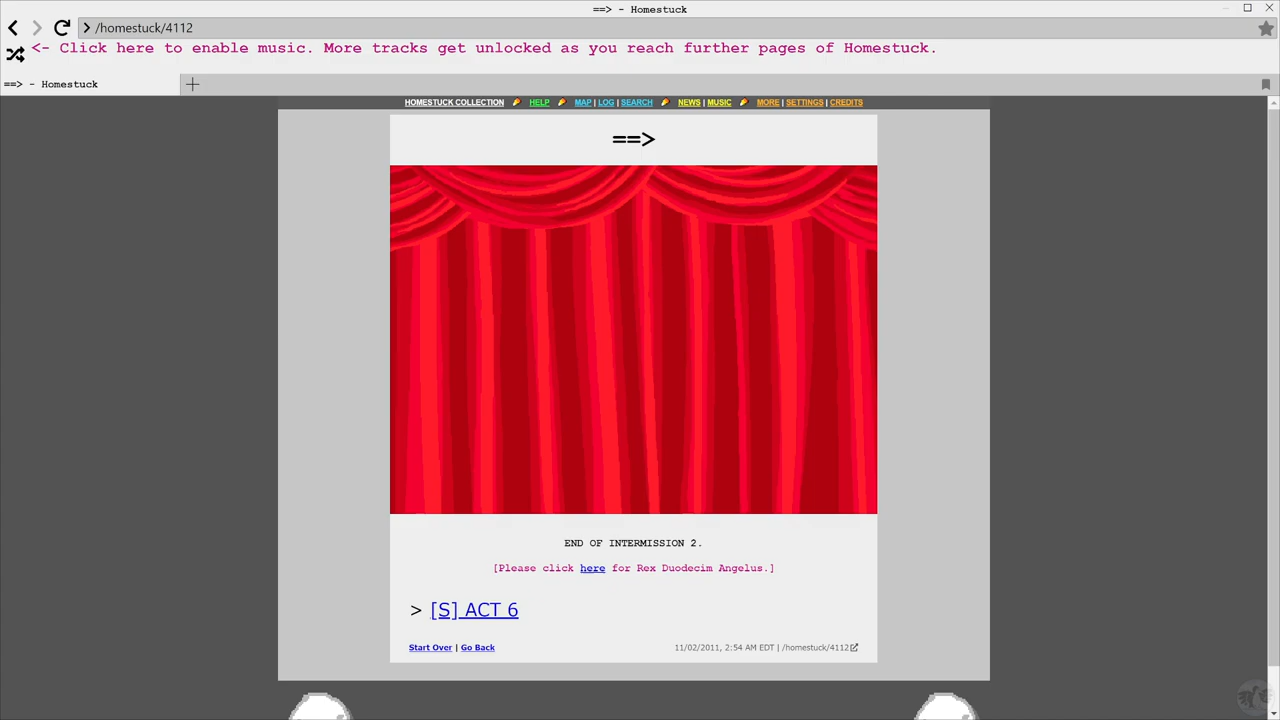 ==> - Homestuck
/homestuck/4112
<- Click here to enable music. More tracks get unlocked as you reach further pages of Homestuck.
==> - Homestuck
HOMESTUCK COLLECTION HELP MAP | LOG | SEARCH NEWS | MUSIC MORE | SETTINGS | CREDITS
==>
END OF INTERMISSION 2.
[Please click here for Rex Duodecim Angelus.]
> [S] ACT 6
Start Over | Go Back 11/02/2011, 2:54 AM EDT | /homestuck/4112